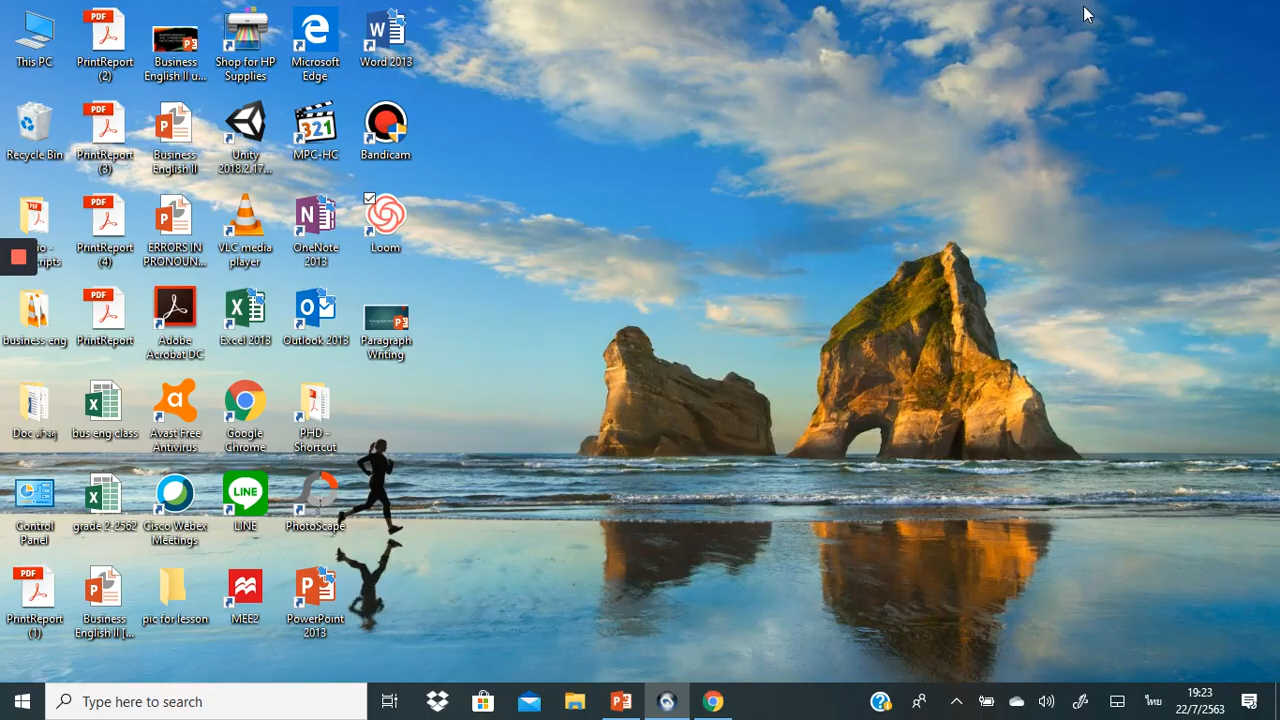 This PC
PrintReport
(2)
Business
English II u...
Shop for HP
Supplies
Microsoft
Edge
Word 2013
Recycle Bin
PrintReport
(3)
Business
English II
Unity
2018.2.17...
MPC-HC
Bandicam
PrintReport
(4)
ERRORS IN
PRONOUN...
VLC media
player
OneNote
2013
Loom
business eng
PrintReport
Adobe
Acrobat DC
Excel 2013
Outlook 2013
Paragraph
Writing
Doc
bus eng class
Avast Free
Antivirus
Google
Chrome
PHD -
Shortcut
Control
Panel
grade 2-2562
Cisco Webex
Meetings
LINE
PhotoScape
PrintReport
(1)
Business
English II [...
pic for lesson
MEE2
PowerPoint
2013
Type here to search
ไทย
19:23
22/7/2563